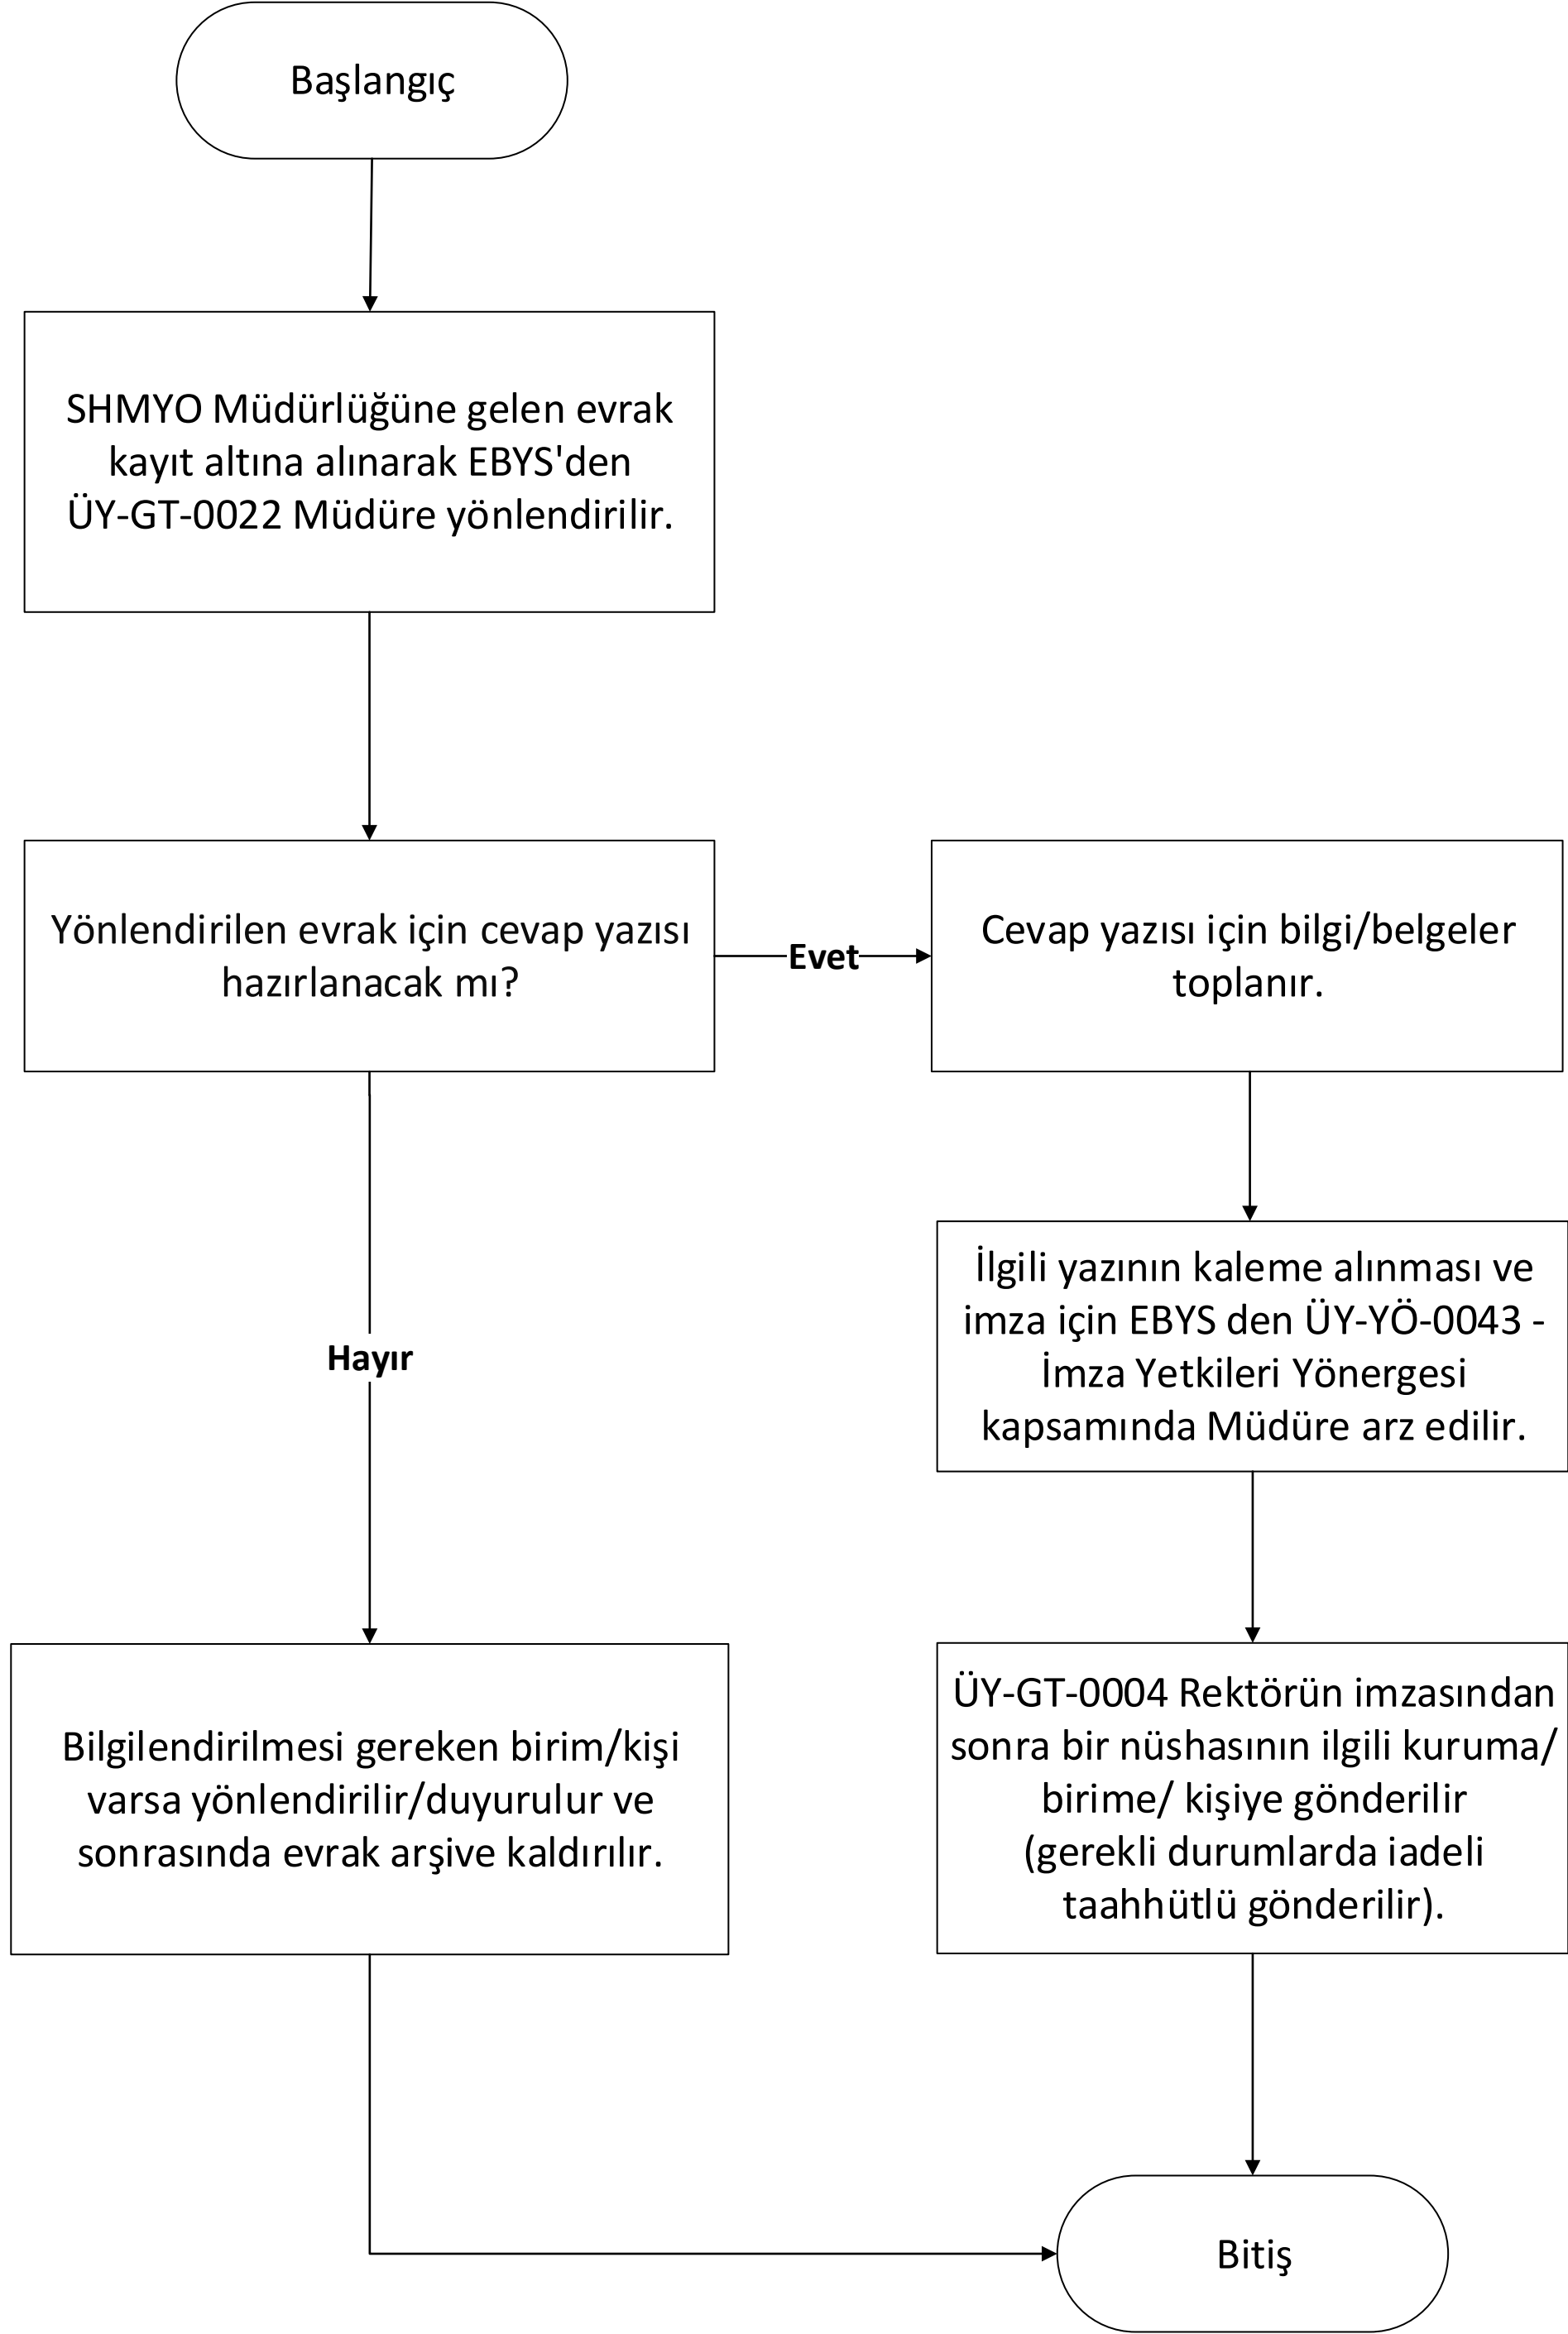 Başlangıç
SHMYO Müdürlüğüne gelen evrak
kayıt altına alınarak EBYS'den
ÜY-GT-0022 Müdüre yönlendirilir.
Yönlendirilen evrak için cevap yazısı
hazırlanacak mı?
Evet
Cevap yazısı için bilgi/belgeler
toplanır.
İlgili yazının kaleme alınması ve
imza için EBYS den ÜY-YÖ-0043 -
İmza Yetkileri Yönergesi
kapsamında Müdüre arz edilir.
Hayır
Bilgilendirilmesi gereken birim/kişi
varsa yönlendirilir/duyurulur ve
sonrasında evrak arşive kaldırılır.
ÜY-GT-0004 Rektörün imzasından
sonra bir nüshasının ilgili kuruma/
birime/ kişiye gönderilir
(gerekli durumlarda iadeli
taahhütlü gönderilir).
Bitiş